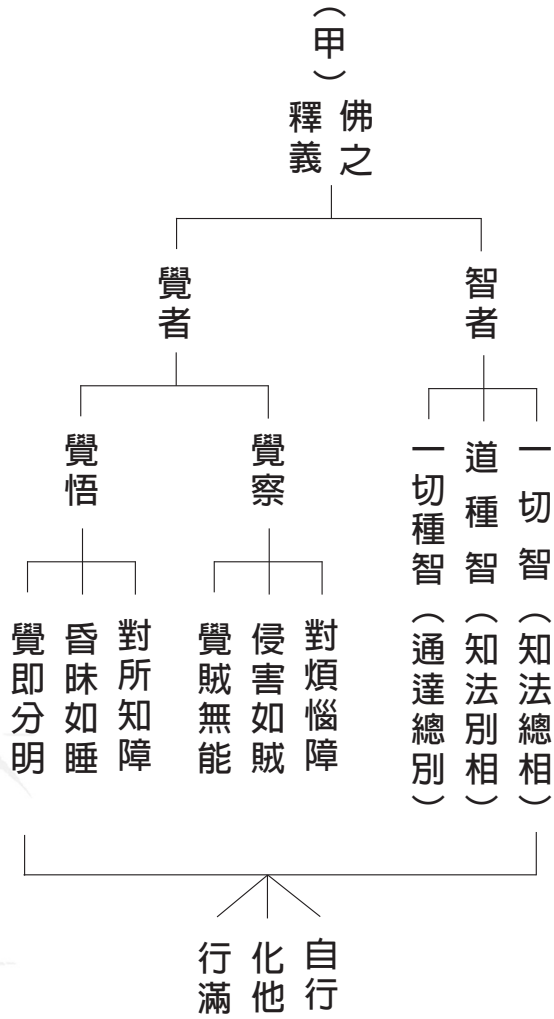 （甲）佛之
釋義
智者
一切智（知法總相）
道種智（知法別相）
一切種智（通達總別）
覺者
覺察
對煩惱障
侵害如賊
覺賊無能
覺悟
對所知障
昏昧如睡
覺即分明
自行
化他
行滿